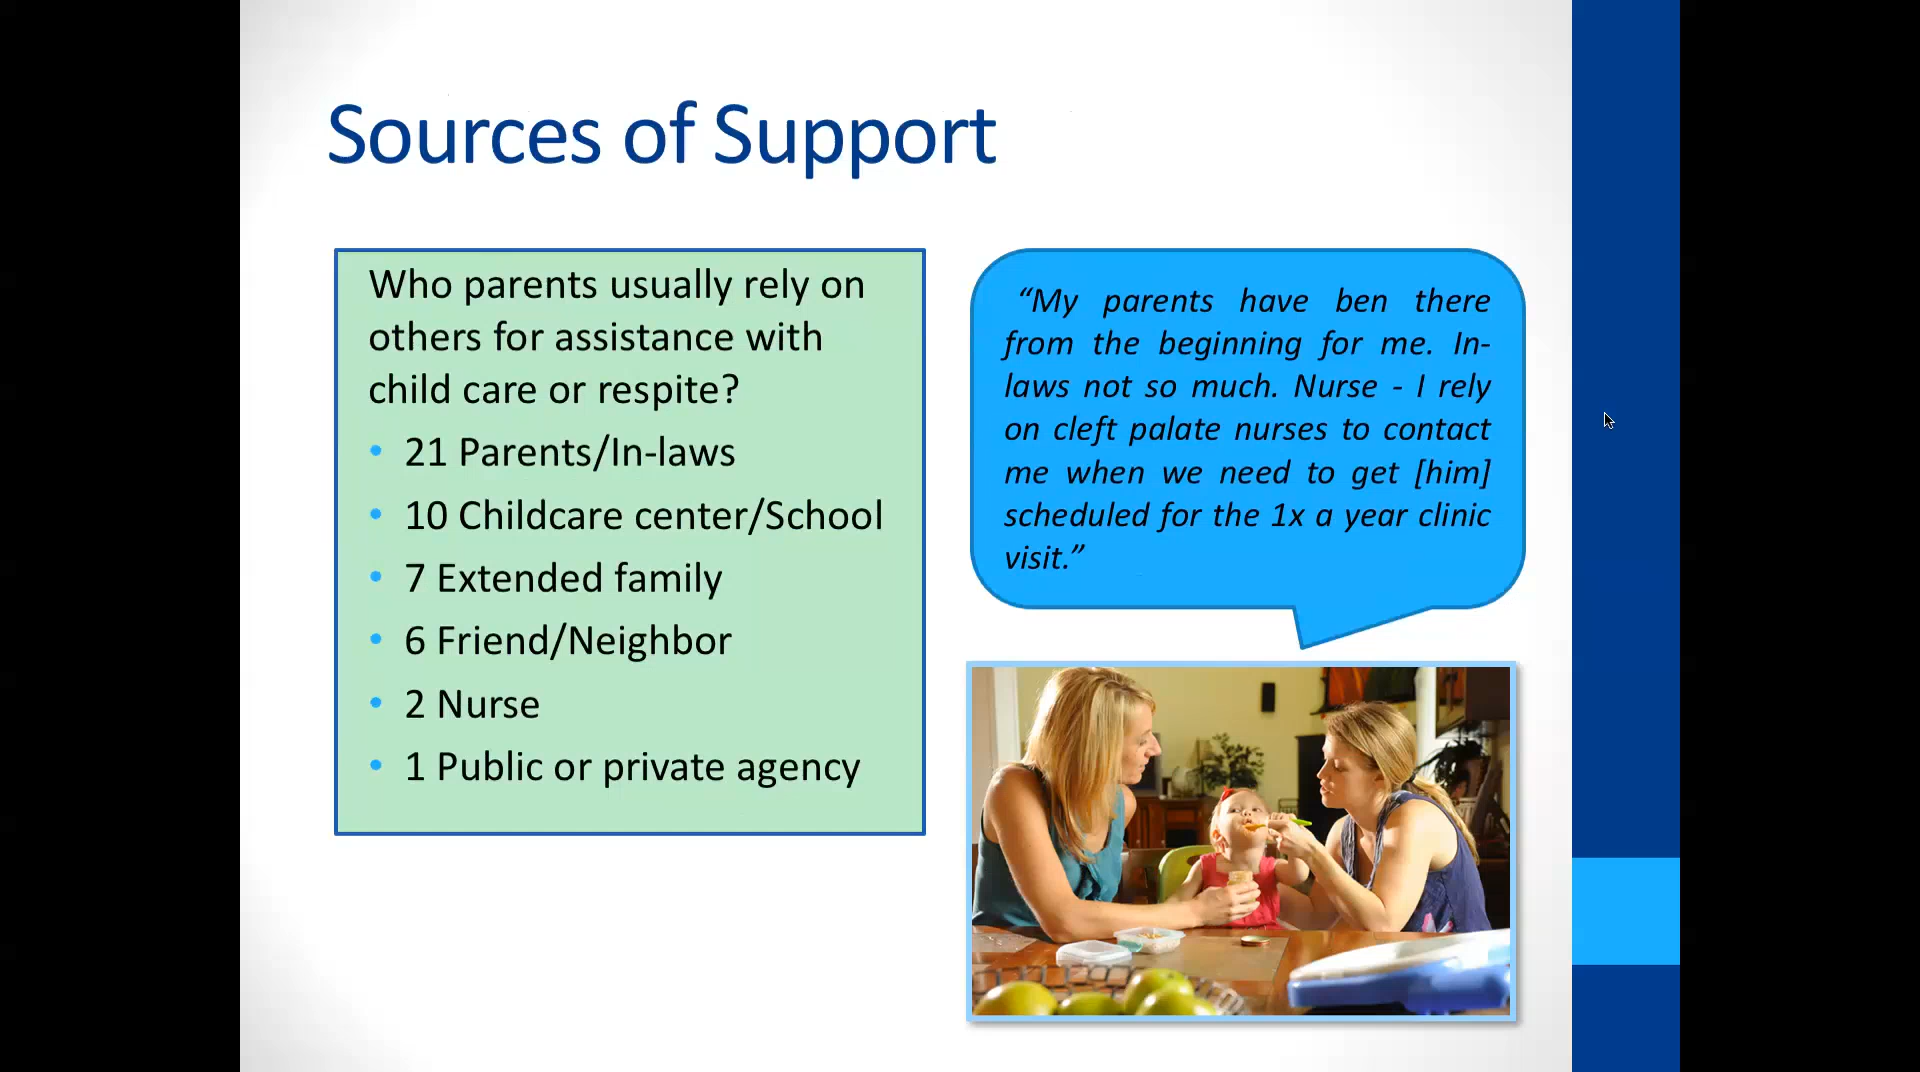 Sources of Support
Who parents usually rely on
others for assistance with
child care or respite?
• 21 Parents/In-laws
• 10 Childcare center/School
• 7 Extended family
• 6 Friend/Neighbor
• 2 Nurse
• 1 Public or private agency
“My parents have ben there
from the beginning for me. In-
laws not so much. Nurse - I rely
on cleft palate nurses to contact
me when we need to get [him]
scheduled for the 1x a year clinic
visit.”